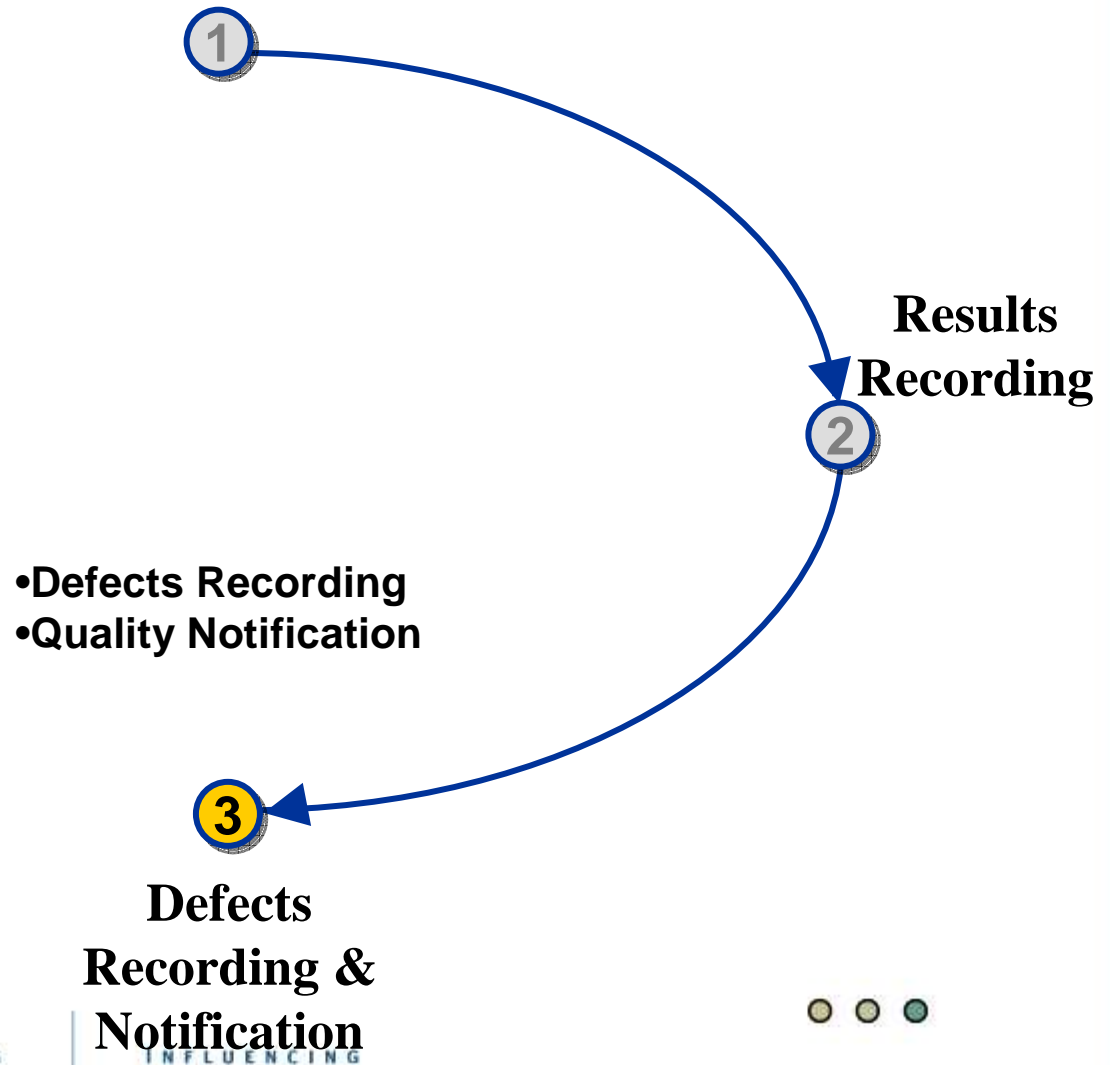 1
Results
Recording
2
•Defects Recording
•Quality Notification
3
Defects
Recording &
Notification
INFLUENCING